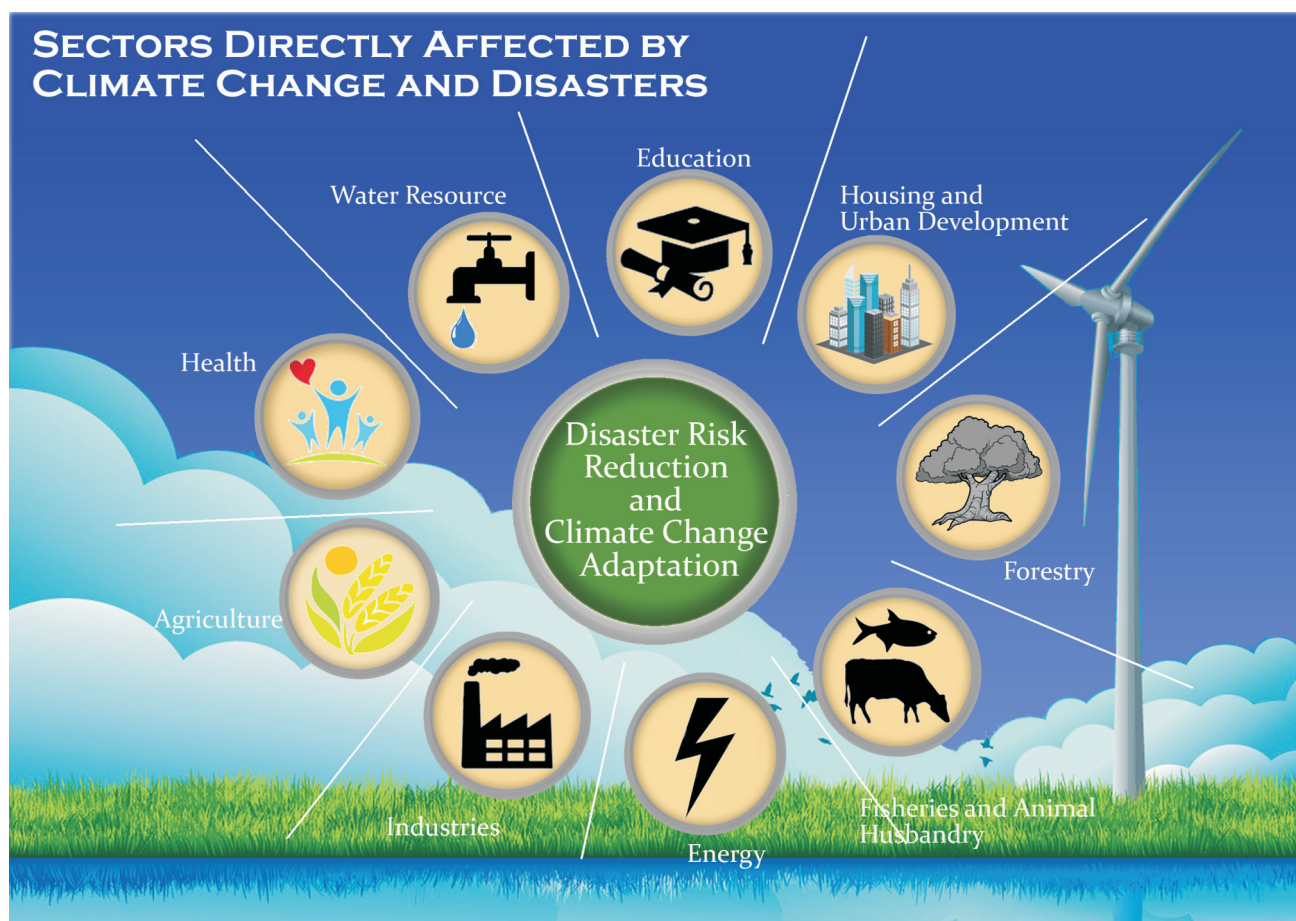 SECTORS DIRECTLY AFFECTED BY
CLIMATE CHANGE AND DISASTERS
Education
Water Resource
Housing and
Urban Development
Health
Disaster Risk
Reduction
and
Climate Change
Adaptation
Forestry
Agriculture
Industries
Energy
Fisheries and Animal
Husbandry